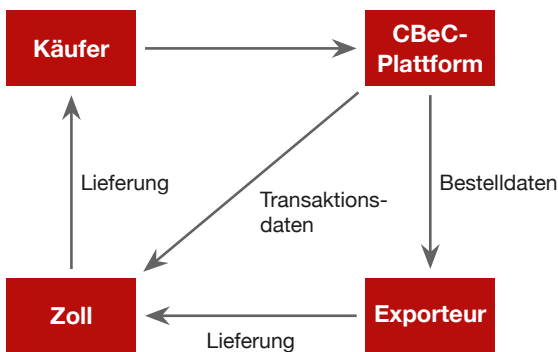 Käufer
CBeC-
Plattform
Lieferung
Transaktions-
daten
Bestelldaten
Zoll
Exporteur
Lieferung